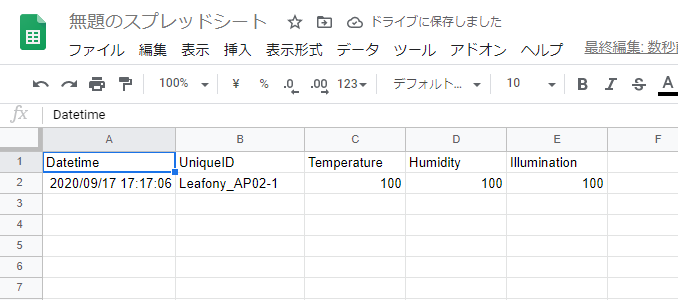 無題のスプレッドシート ドライブに保存しました
ファイル 編集 表示 挿入 表示形式 データ ツール アドオン ヘルプ 最終編集: 数秒
100% ¥ % .0 .00 123 デフォルト... 10 B I S A
fx Datetime
A B C D E F
1 Datetime UniqueID Temperature Humidity Illumination
2 2020/09/17 17:17:06 Leafony_AP02-1 100 100 100
3
4
5
6
7